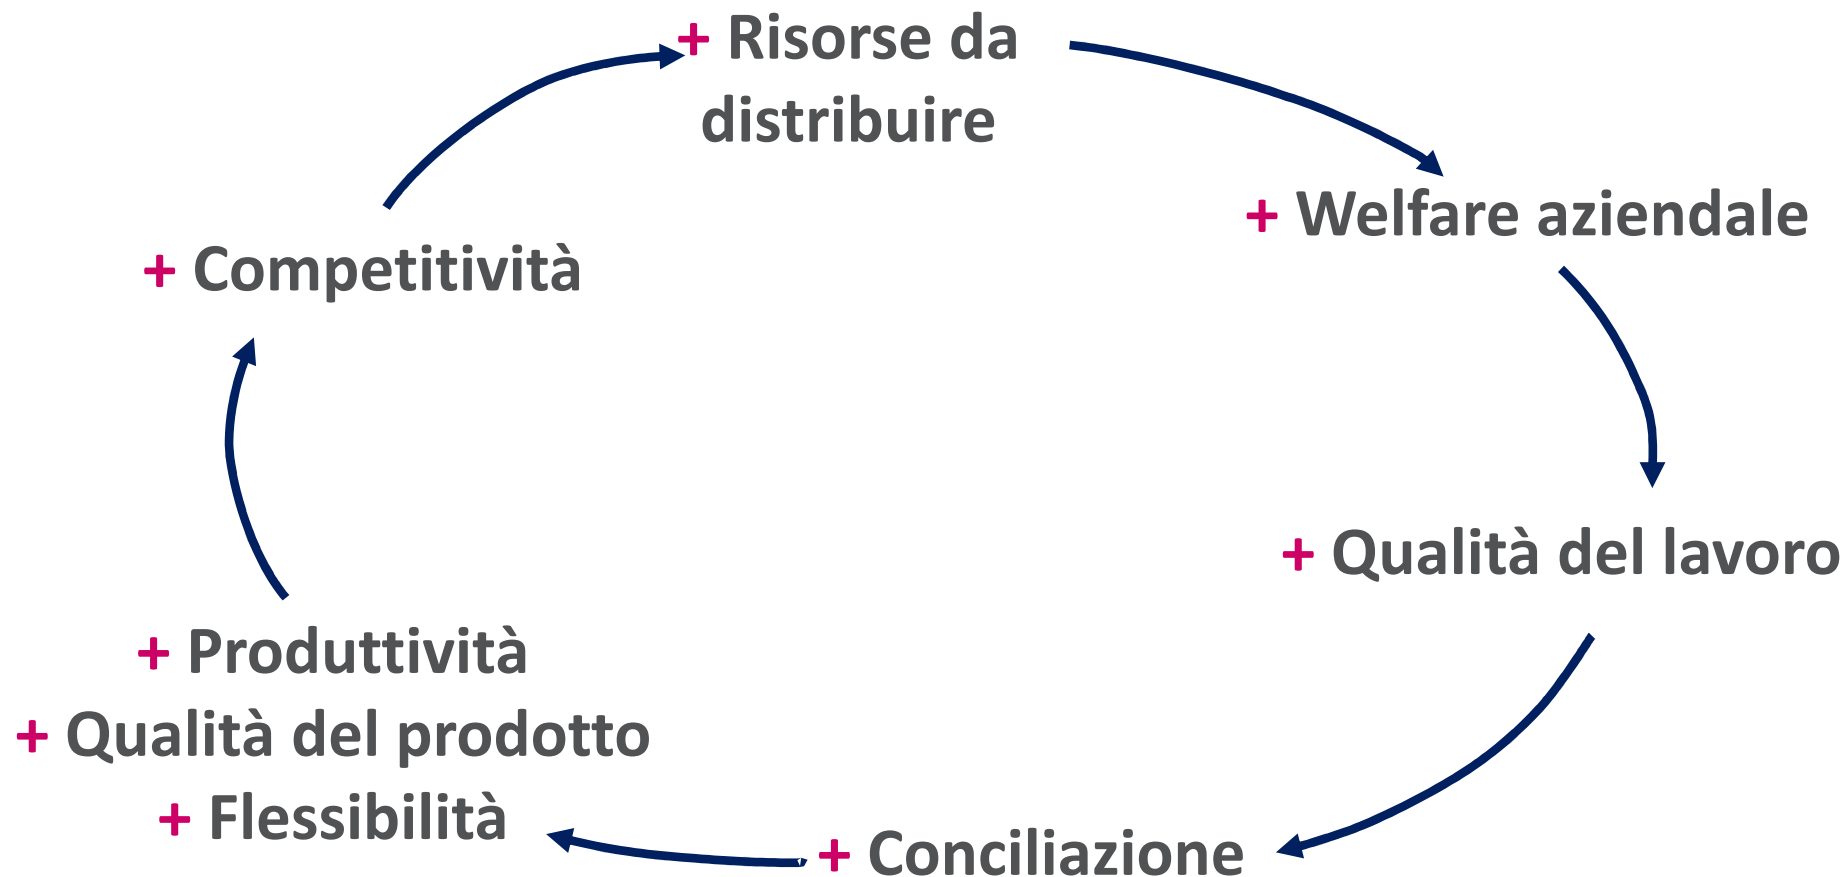 + Risorse da
distribuire
+ Welfare aziendale
+ Qualità del lavoro
+ Conciliazione
+ Produttività
+ Qualità del prodotto
+ Flessibilità
+ Competitività